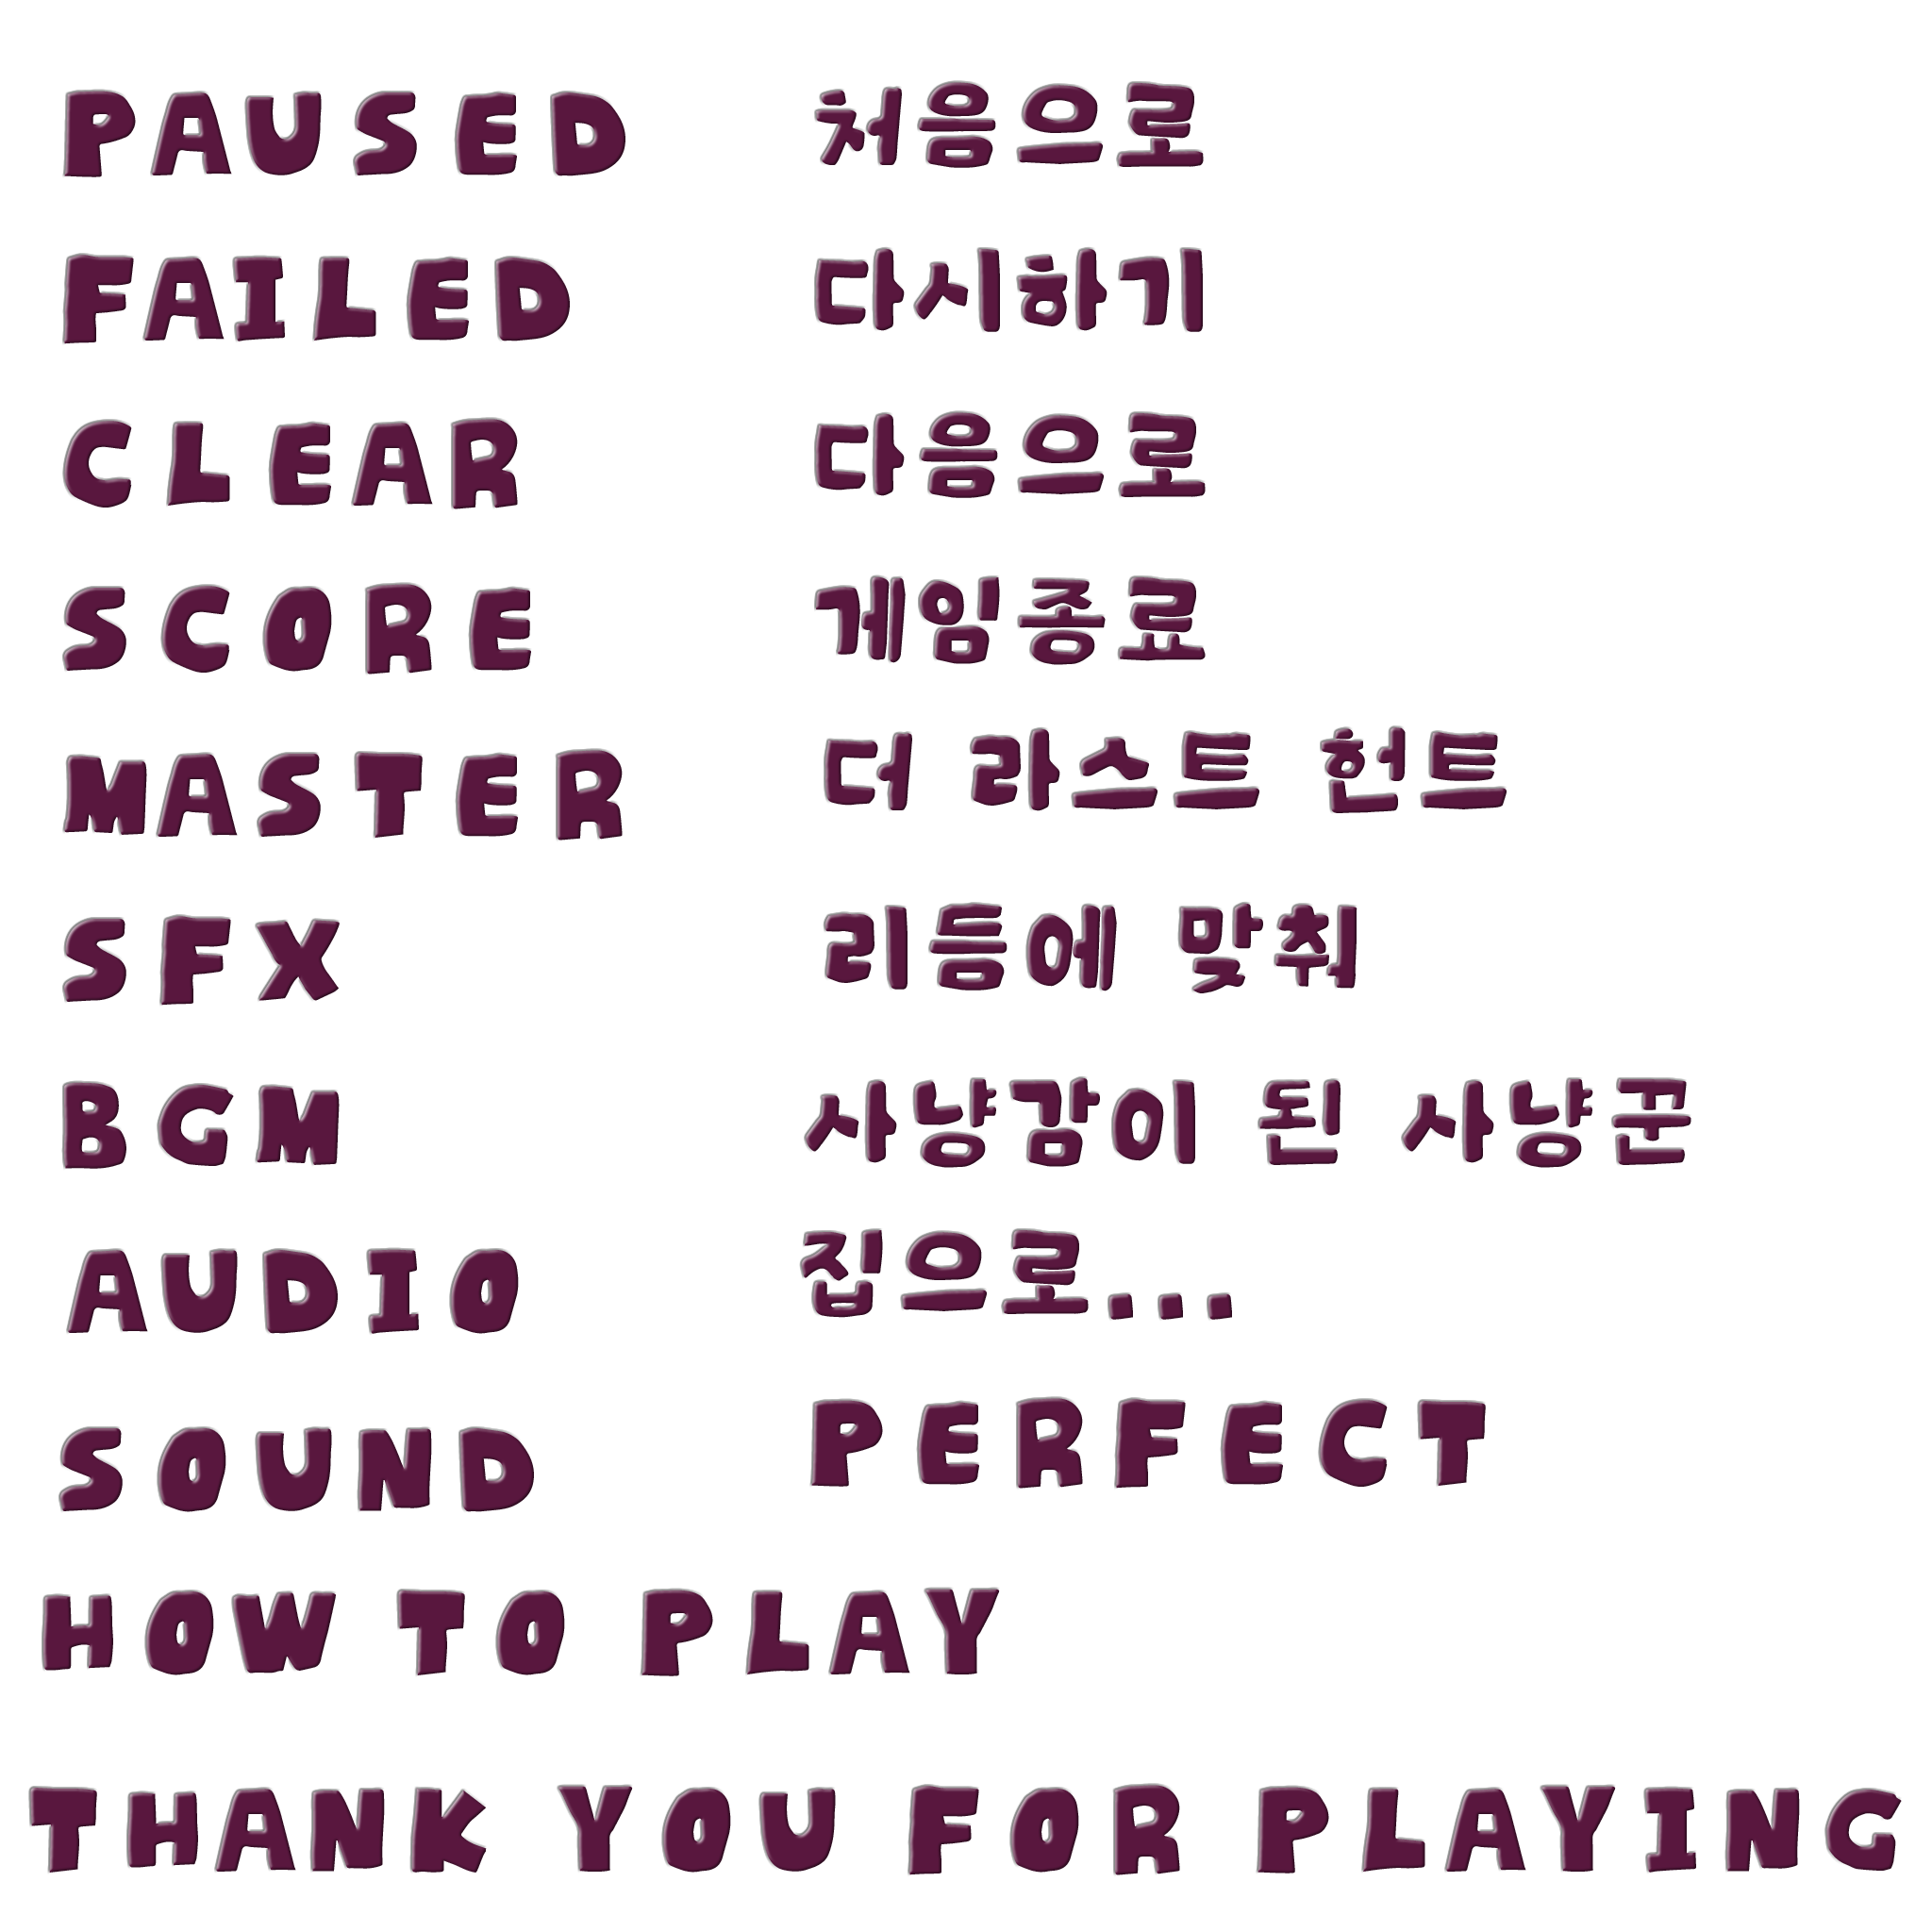 PAUSED 처음으로
FAILED 다시하기
CLEAR 다음으로
SCORE 게임종료
MASTER 더 라스트 헌트
SFX 리듬에 맞춰
BGM 사냥감이 된 사냥꾼
AUDIO 집으로...
SOUND PERFECT
HOW TO PLAY
THANK YOU FOR PLAYING